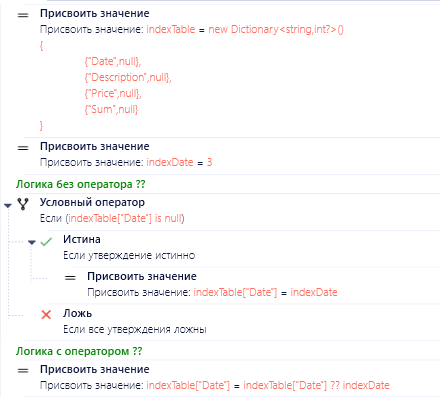 Присвоить значение
Присвоить значение: indexTable = new Dictionary<string,int?>()
{
{"Date",null},
{"Description",null},
{"Price",null},
{"Sum",null}
}
Присвоить значение
Присвоить значение: indexDate = 3
Логика без оператора ??
Условный оператор
Если (indexTable["Date"] is null)
Истина
Если утверждение истинно
Присвоить значение
Присвоить значение: indexTable["Date"] = indexDate
Ложь
Если все утверждения ложны
Логика с оператором ??
Присвоить значение
Присвоить значение: indexTable["Date"] = indexTable["Date"] ?? indexDate